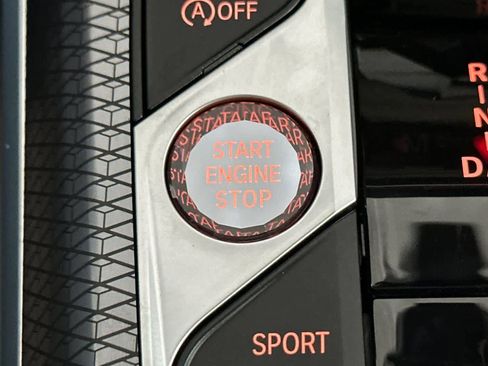 A OFF
START
ENGINE
STOP
SPORT
R
I
N
D